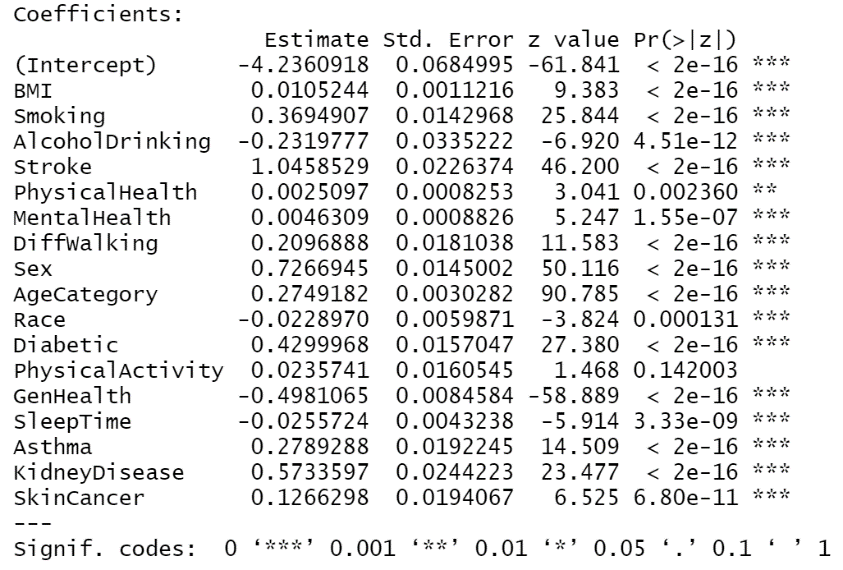 Coefficients:
Estimate Std. Error z value Pr(>|z|)
(Intercept) -4.2360918 0.0684995 -61.841 < 2e-16 ***
BMI 0.0105244 0.0011216 9.383 < 2e-16 ***
Smoking 0.3694907 0.0142968 25.844 < 2e-16 ***
AlcoholDrinking -0.2319777 0.0335222 -6.920 4.51e-12 ***
Stroke 1.0458529 0.0226374 46.200 < 2e-16 ***
PhysicalHealth 0.0025097 0.0008253 3.041 0.002360 **
MentalHealth 0.0046309 0.0008826 5.247 1.55e-07 ***
DiffWalking 0.2096888 0.0181038 11.583 < 2e-16 ***
Sex 0.7266945 0.0145002 50.116 < 2e-16 ***
AgeCategory 0.2749182 0.0030282 90.785 < 2e-16 ***
Race -0.0228970 0.0059871 -3.824 0.000131 ***
Diabetic 0.4299968 0.0157047 27.380 < 2e-16 ***
PhysicalActivity 0.0235741 0.0160545 1.468 0.142003
GenHealth -0.4981065 0.0084584 -58.889 < 2e-16 ***
SleepTime -0.0255724 0.0043238 -5.914 3.33e-09 ***
Asthma 0.2789288 0.0192245 14.509 < 2e-16 ***
KidneyDisease 0.5733597 0.0244223 23.477 < 2e-16 ***
SkinCancer 0.1266298 0.0194067 6.525 6.80e-11 ***
---
Signif. codes: 0 ‘***’ 0.001 ‘**’ 0.01 ‘*’ 0.05 ‘.’ 0.1 ‘ ’ 1